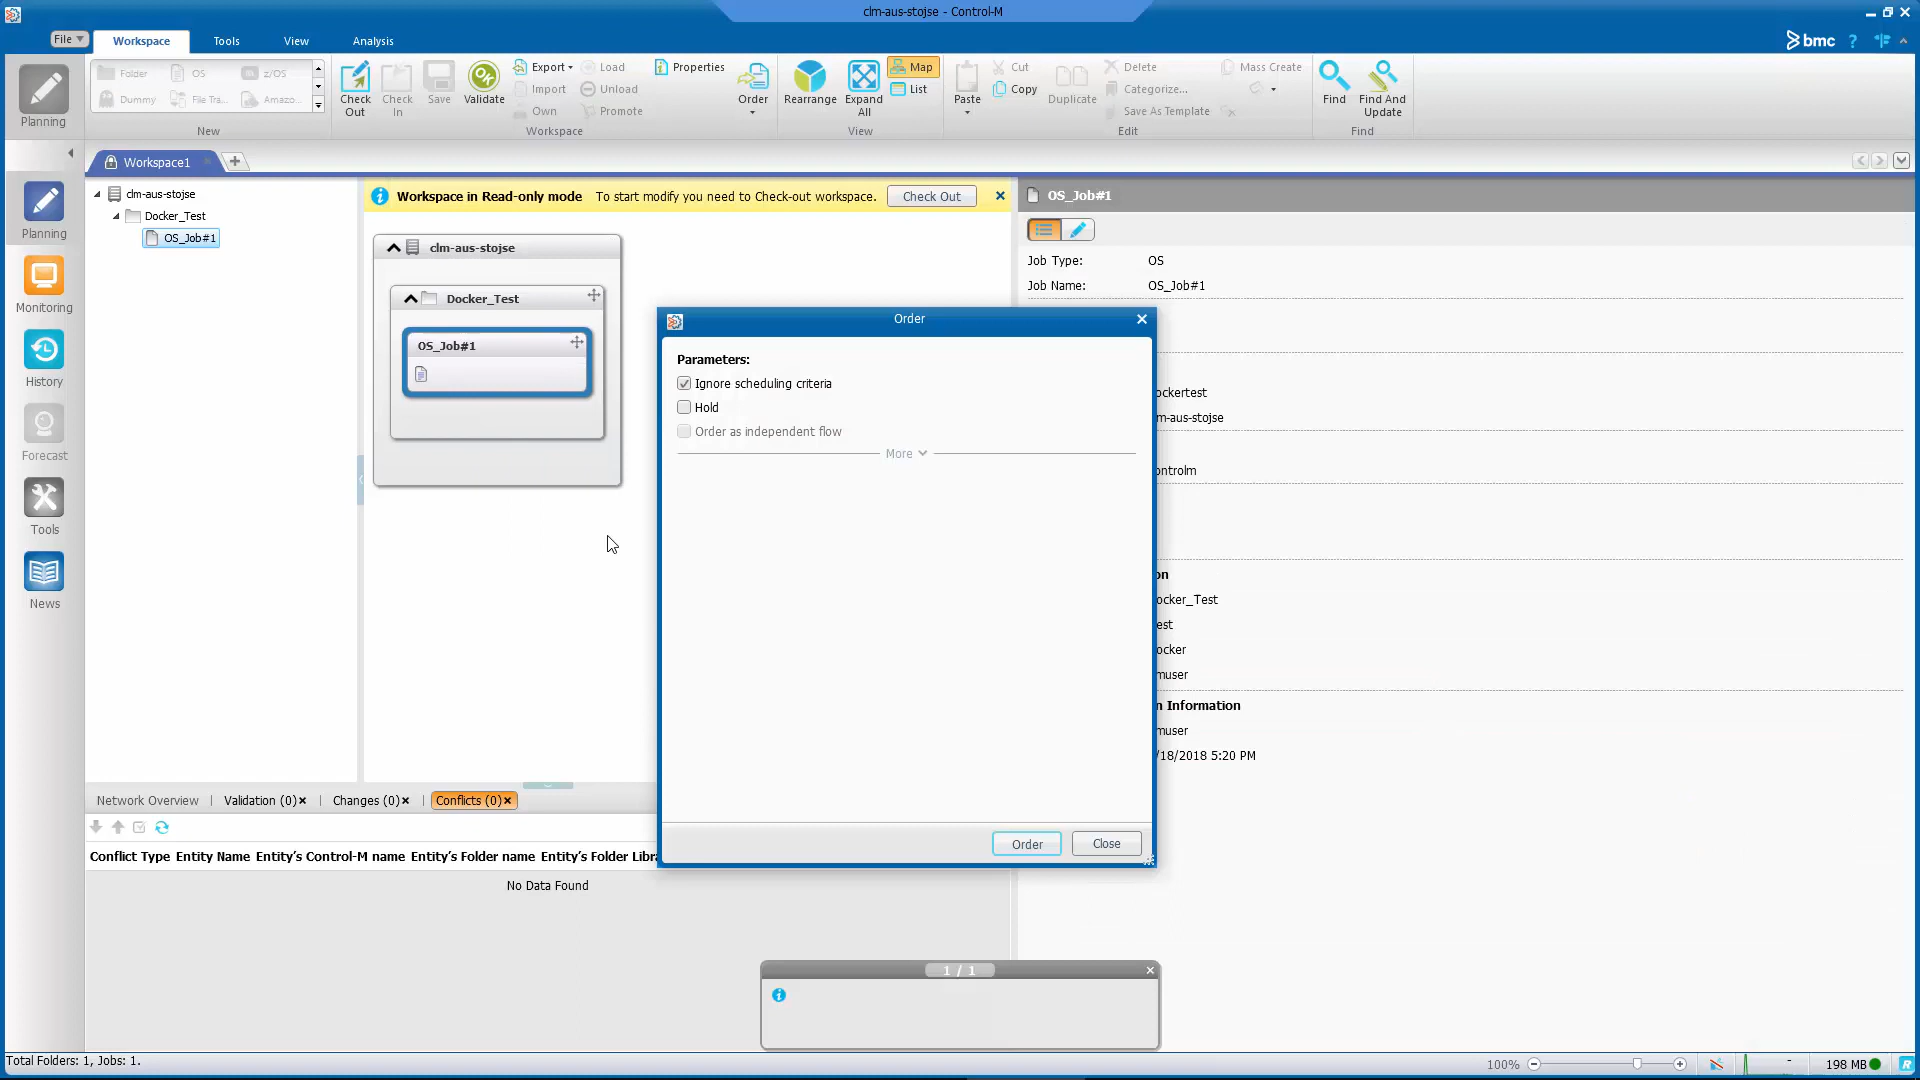 clm-aus-stojse - Control-M
File
Workspace
Tools
View
Analysis
bmc
?
Planning
Folder
OS
z/OS
Dummy
File Tra...
Amazo...
New
Check Out
Check In
Save
Validate
Export
Import
Own
Load
Unload
Promote
Properties
Order
Workspace
Rearrange
Expand All
Map
List
View
Paste
Cut
Copy
Duplicate
Delete
Categorize...
Save As Template
Mass Create
Edit
Find
Find And Update
Find
Workspace1
Planning
Monitoring
History
Forecast
Tools
News
clm-aus-stojse
Docker_Test
OS_Job#1
Workspace in Read-only mode To start modify you need to Check-out workspace. Check Out
clm-aus-stojse
Docker_Test
OS_Job#1
OS_Job#1
Job Type: OS
Job Name: OS_Job#1
ockertest
m-aus-stojse
ontrolm
on
ocker_Test
est
ocker
muser
n Information
muser
/18/2018 5:20 PM
Order
Parameters:
Ignore scheduling criteria
Hold
Order as independent flow
More
Order
Close
Network Overview
Validation (0)
Changes (0)
Conflicts (0)
Conflict Type Entity Name Entity's Control-M name Entity's Folder name Entity's Folder Libra
No Data Found
1 / 1
Total Folders: 1, Jobs: 1.
100%
198 MB